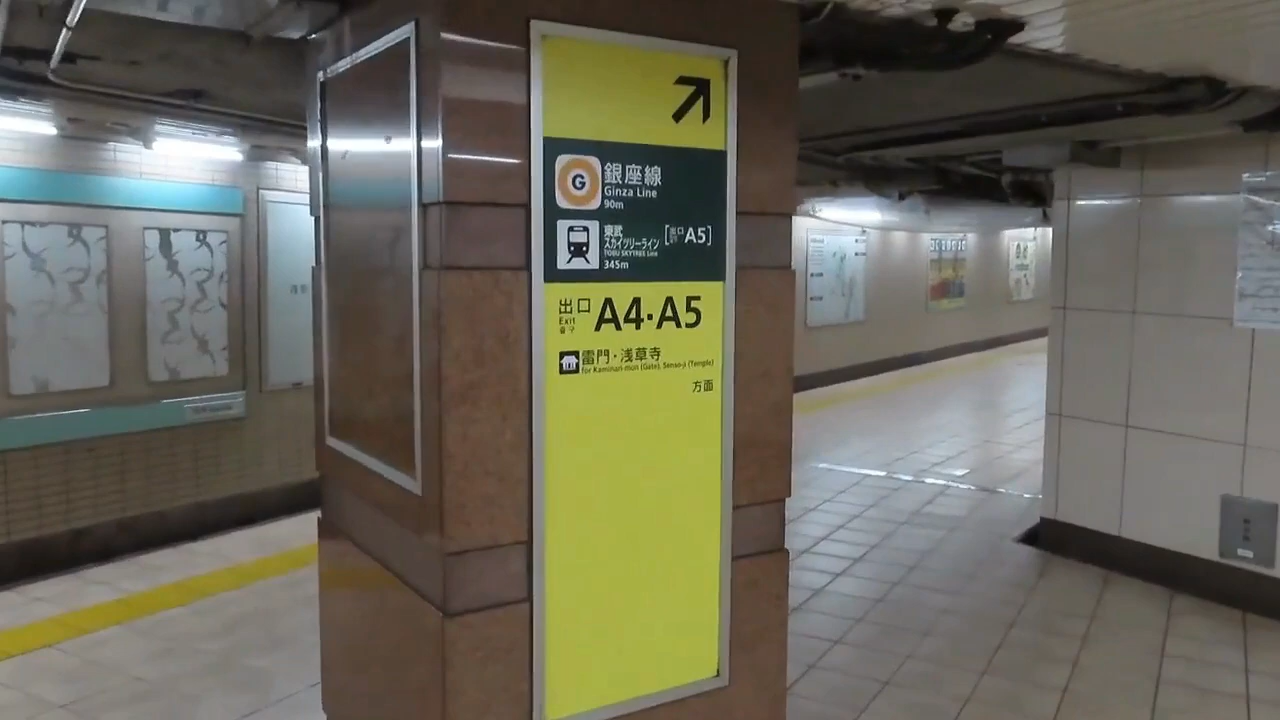 G
銀座線
Ginza Line
90m
東武
スカイツリーライン
TOBU SKYTREE Line
345m
[出口 A5]
出口
Exit
출구
A4・A5
雷門・浅草寺
for Kaminari-mon (Gate), Senso-ji (Temple)
方面